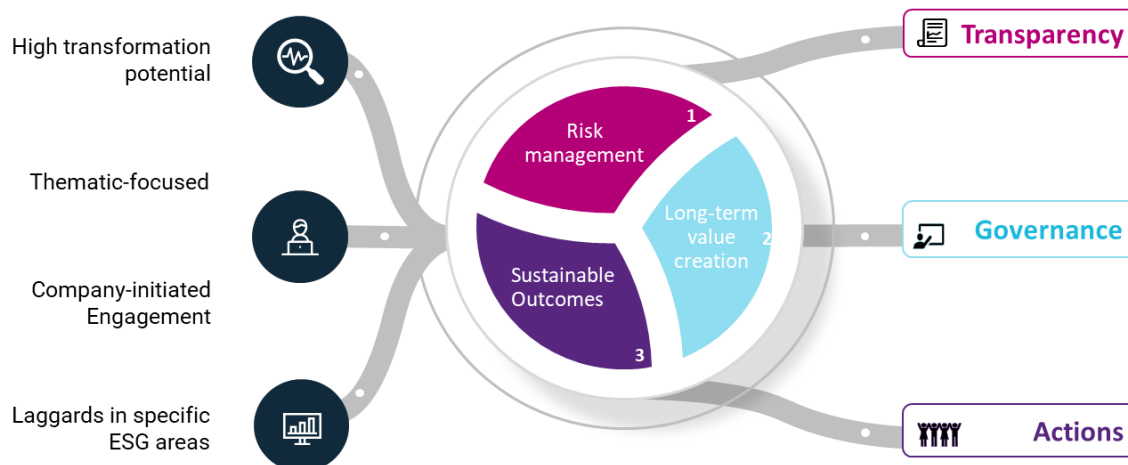 High transformation
potential
Thematic-focused
Company-initiated
Engagement
Laggards in specific
ESG areas
1
Risk
management
Long-term
value
2
creation
Sustainable
Outcomes
3
Transparency
Governance
Actions